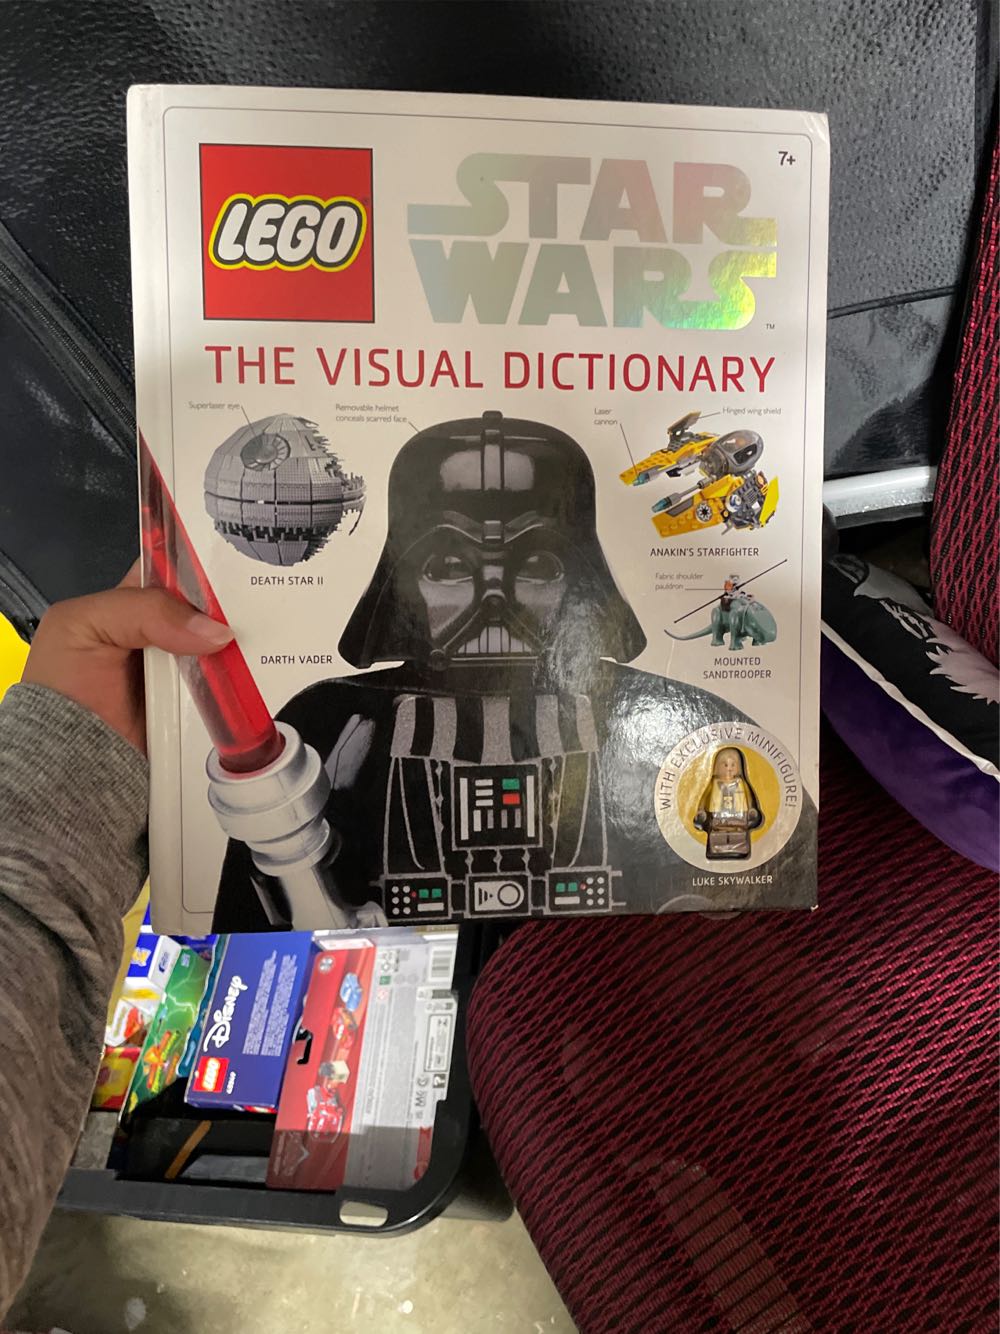 7+
LEGO
STAR
WARS
™
THE VISUAL DICTIONARY
Superlaser eye
Removable helmet
conceals scarred face
Laser
cannon
Hinged wing shield
DEATH STAR II
ANAKIN'S STARFIGHTER
Fabric shoulder
pauldron
DARTH VADER
MOUNTED
SANDTROOPER
WITH EXCLUSIVE MINIFIGURE!
LUKE SKYWALKER
Disney
LEGO